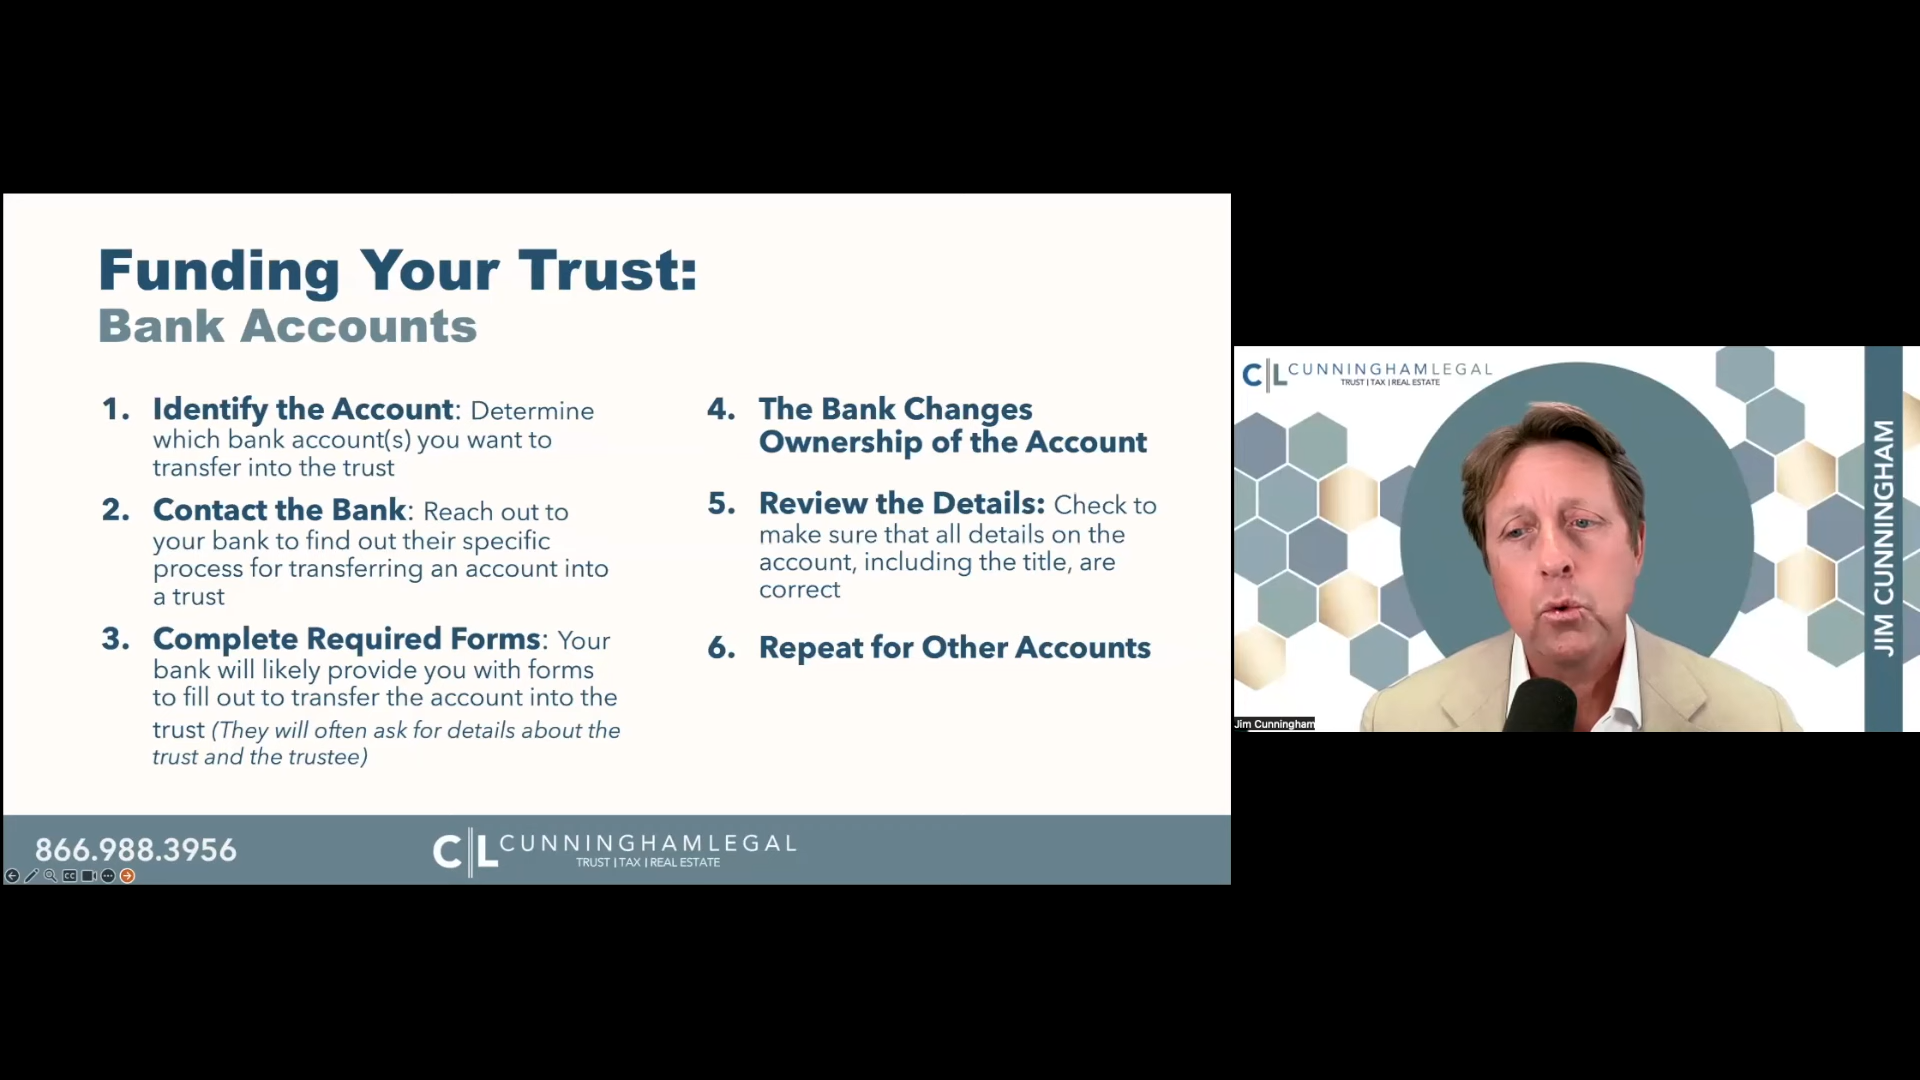 Funding Your Trust:
Bank Accounts
1. Identify the Account: Determine
which bank account(s) you want to
transfer into the trust
2. Contact the Bank: Reach out to
your bank to find out their specific
process for transferring an account into
a trust
3. Complete Required Forms: Your
bank will likely provide you with forms
to fill out to transfer the account into the
trust (They will often ask for details about the
trust and the trustee)
4. The Bank Changes
Ownership of the Account
5. Review the Details: Check to
make sure that all details on the
account, including the title, are
correct
6. Repeat for Other Accounts
866.988.3956
CL CUNNINGHAMLEGAL
TRUST | TAX | REAL ESTATE
CC
CL CUNNINGHAMLEGAL
TRUST | TAX | REAL ESTATE
JIM CUNNINGHAM
Jim Cunningham